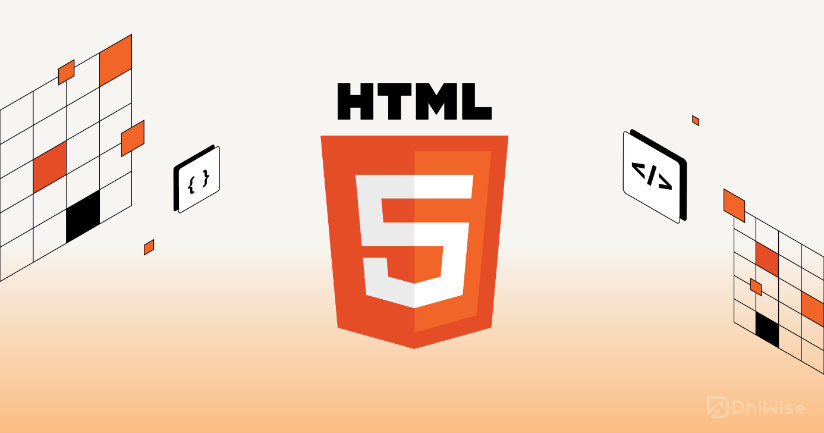 HTML
5
{ }
</>
DhiWise